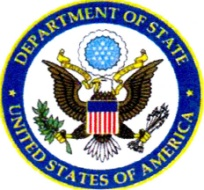 DEPARTMENT OF STATE
UNITED STATES OF AMERICA